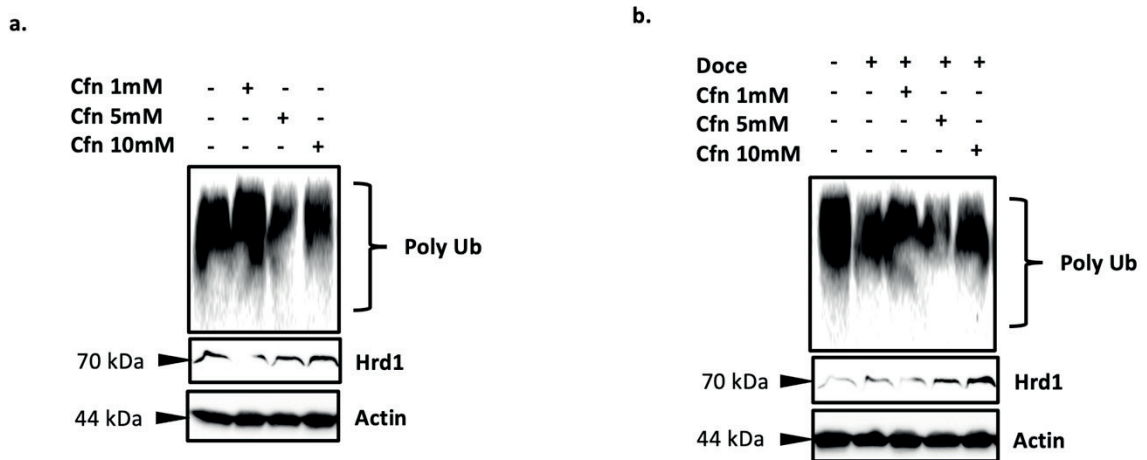 a.
Cfn 1mM - + - -
Cfn 5mM - - + -
Cfn 10mM - - - +
Poly Ub
70 kDa Hrd1
44 kDa Actin
b.
Doce - + + + +
Cfn 1mM - - + - -
Cfn 5mM - - - + -
Cfn 10mM - - - - +
Poly Ub
70 kDa Hrd1
44 kDa Actin